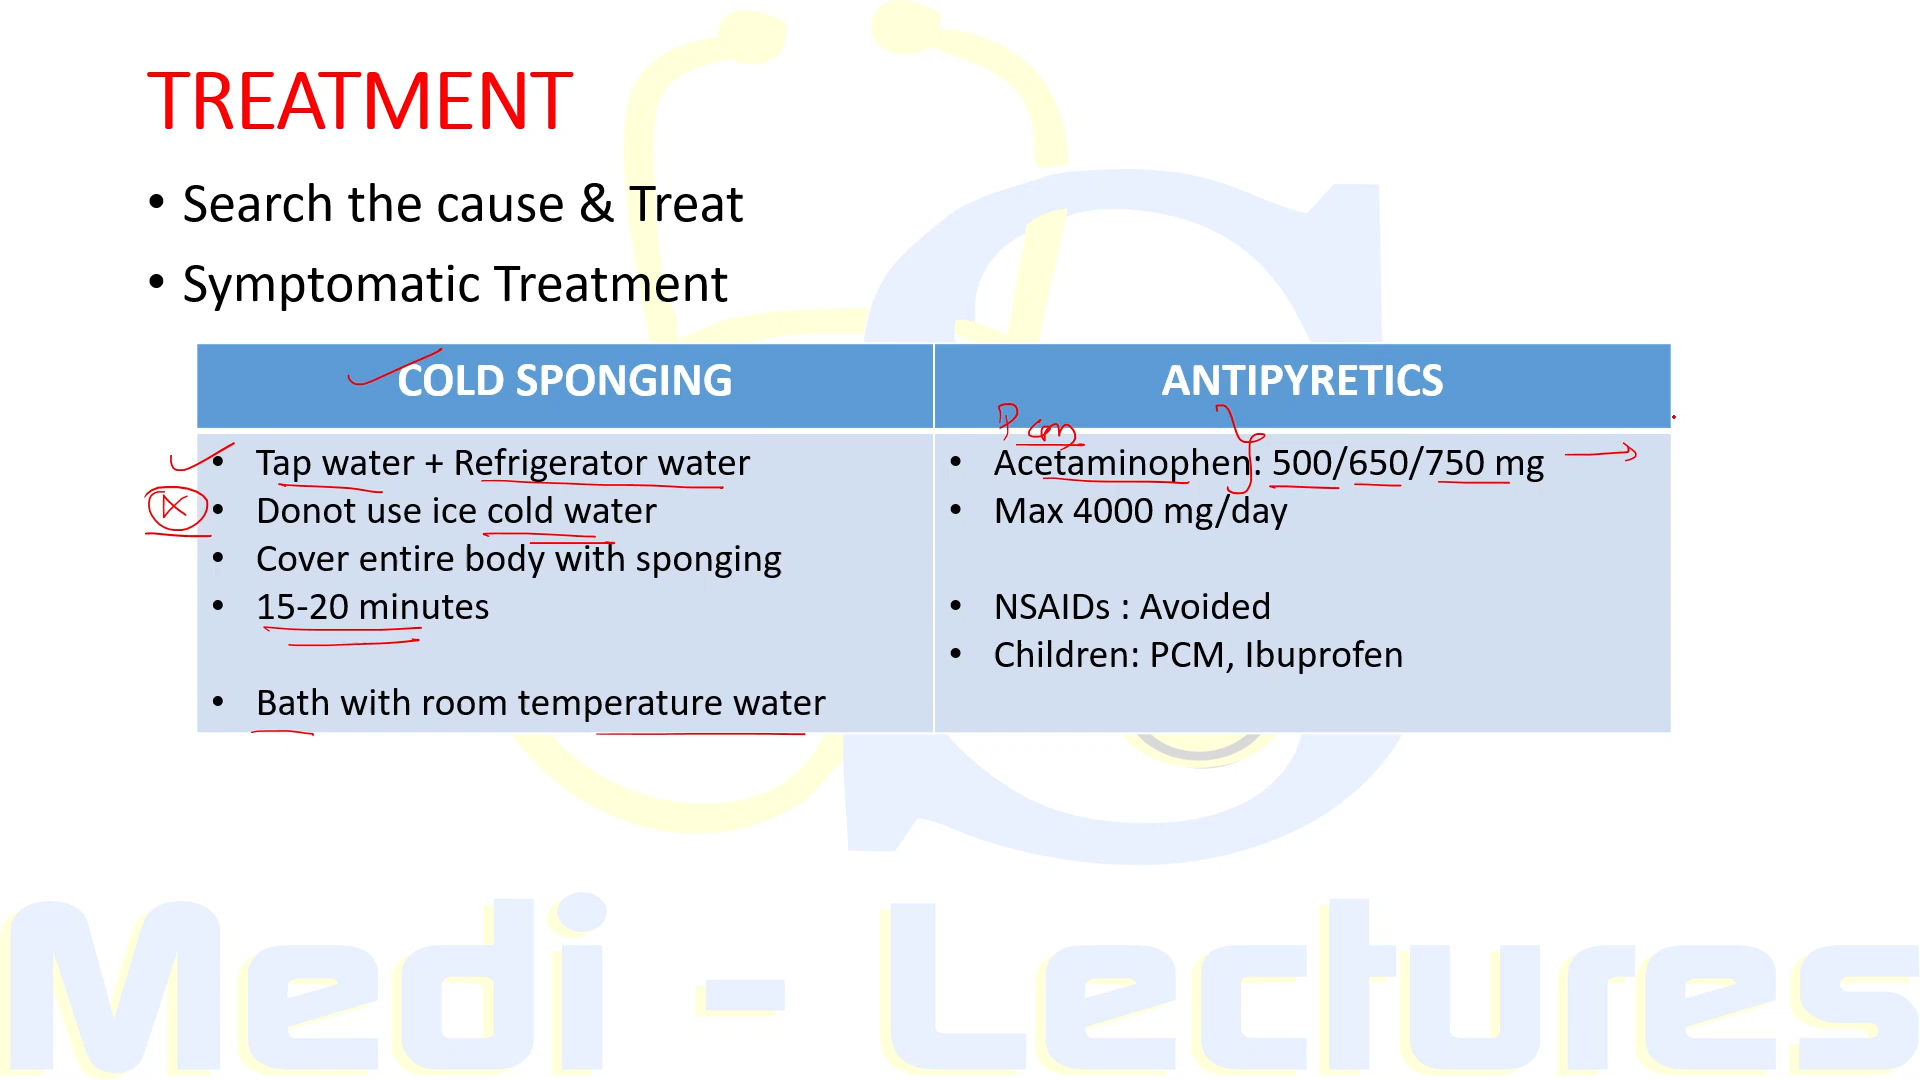 TREATMENT
• Search the cause & Treat
• Symptomatic Treatment
COLD SPONGING
• Tap water + Refrigerator water
• Donot use ice cold water
• Cover entire body with sponging
• 15-20 minutes
• Bath with room temperature water
ANTIPYRETICS
Pcm
• Acetaminophen: 500/650/750 mg
• Max 4000 mg/day
• NSAIDs : Avoided
• Children: PCM, Ibuprofen
Medi - Lectures